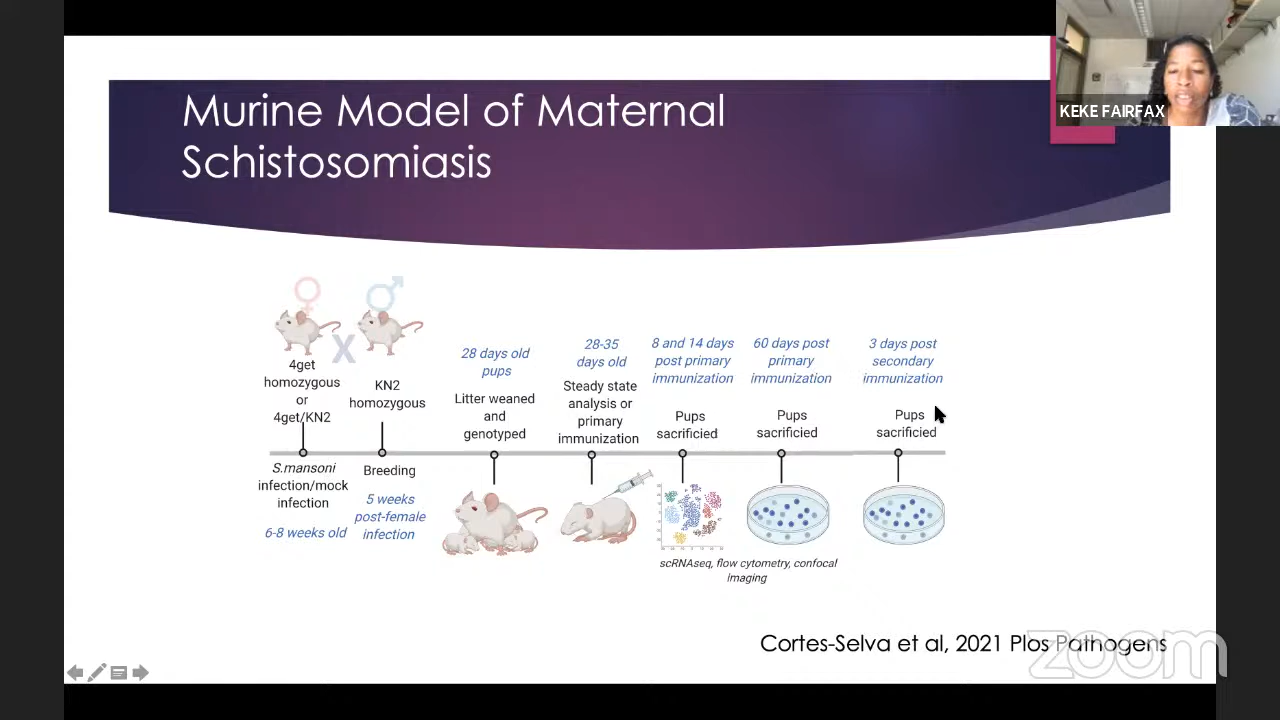 Murine Model of Maternal
Schistosomiasis
KEKE FAIRFAX
4get
homozygous
or
4get/KN2
KN2
homozygous
28 days old
pups
Litter weaned
and
genotyped
28-35
days old
Steady state
analysis or
primary
immunization
8 and 14 days
post primary
immunization
Pups
sacrificied
60 days post
primary
immunization
Pups
sacrificied
3 days post
secondary
immunization
Pups
sacrificied
S.mansoni
infection/mock
infection
6-8 weeks old
Breeding
5 weeks
post-female
infection
scRNAseq, flow cytometry, confocal
imaging
Cortes-Selva et al, 2021 Plos Pathogens
zoom